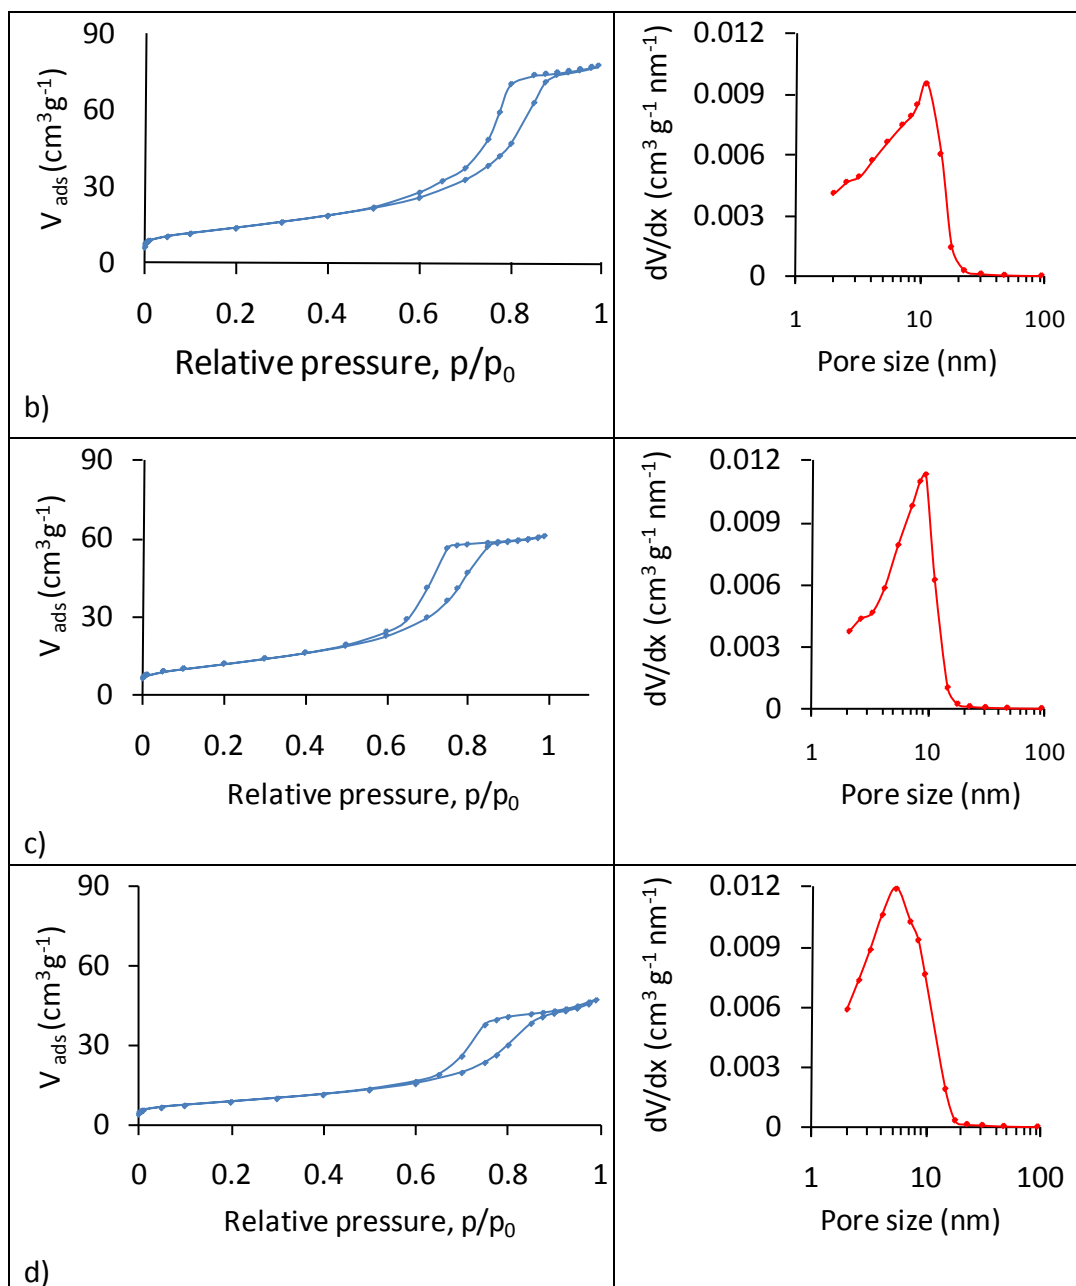 90
60
30
0
V ads (cm³g⁻¹)
0 0.2 0.4 0.6 0.8 1
Relative pressure, p/p₀
b)
0.012
0.009
0.006
0.003
0
dV/dx (cm³ g⁻¹ nm⁻¹)
1 10 100
Pore size (nm)
90
60
30
0
V ads (cm³g⁻¹)
0 0.2 0.4 0.6 0.8 1
Relative pressure, p/p₀
c)
0.012
0.009
0.006
0.003
0
dV/dx (cm³ g⁻¹ nm⁻¹)
1 10 100
Pore size (nm)
90
60
30
0
V ads (cm³g⁻¹)
0 0.2 0.4 0.6 0.8 1
Relative pressure, p/p₀
d)
0.012
0.009
0.006
0.003
0
dV/dx (cm³ g⁻¹ nm⁻¹)
1 10 100
Pore size (nm)